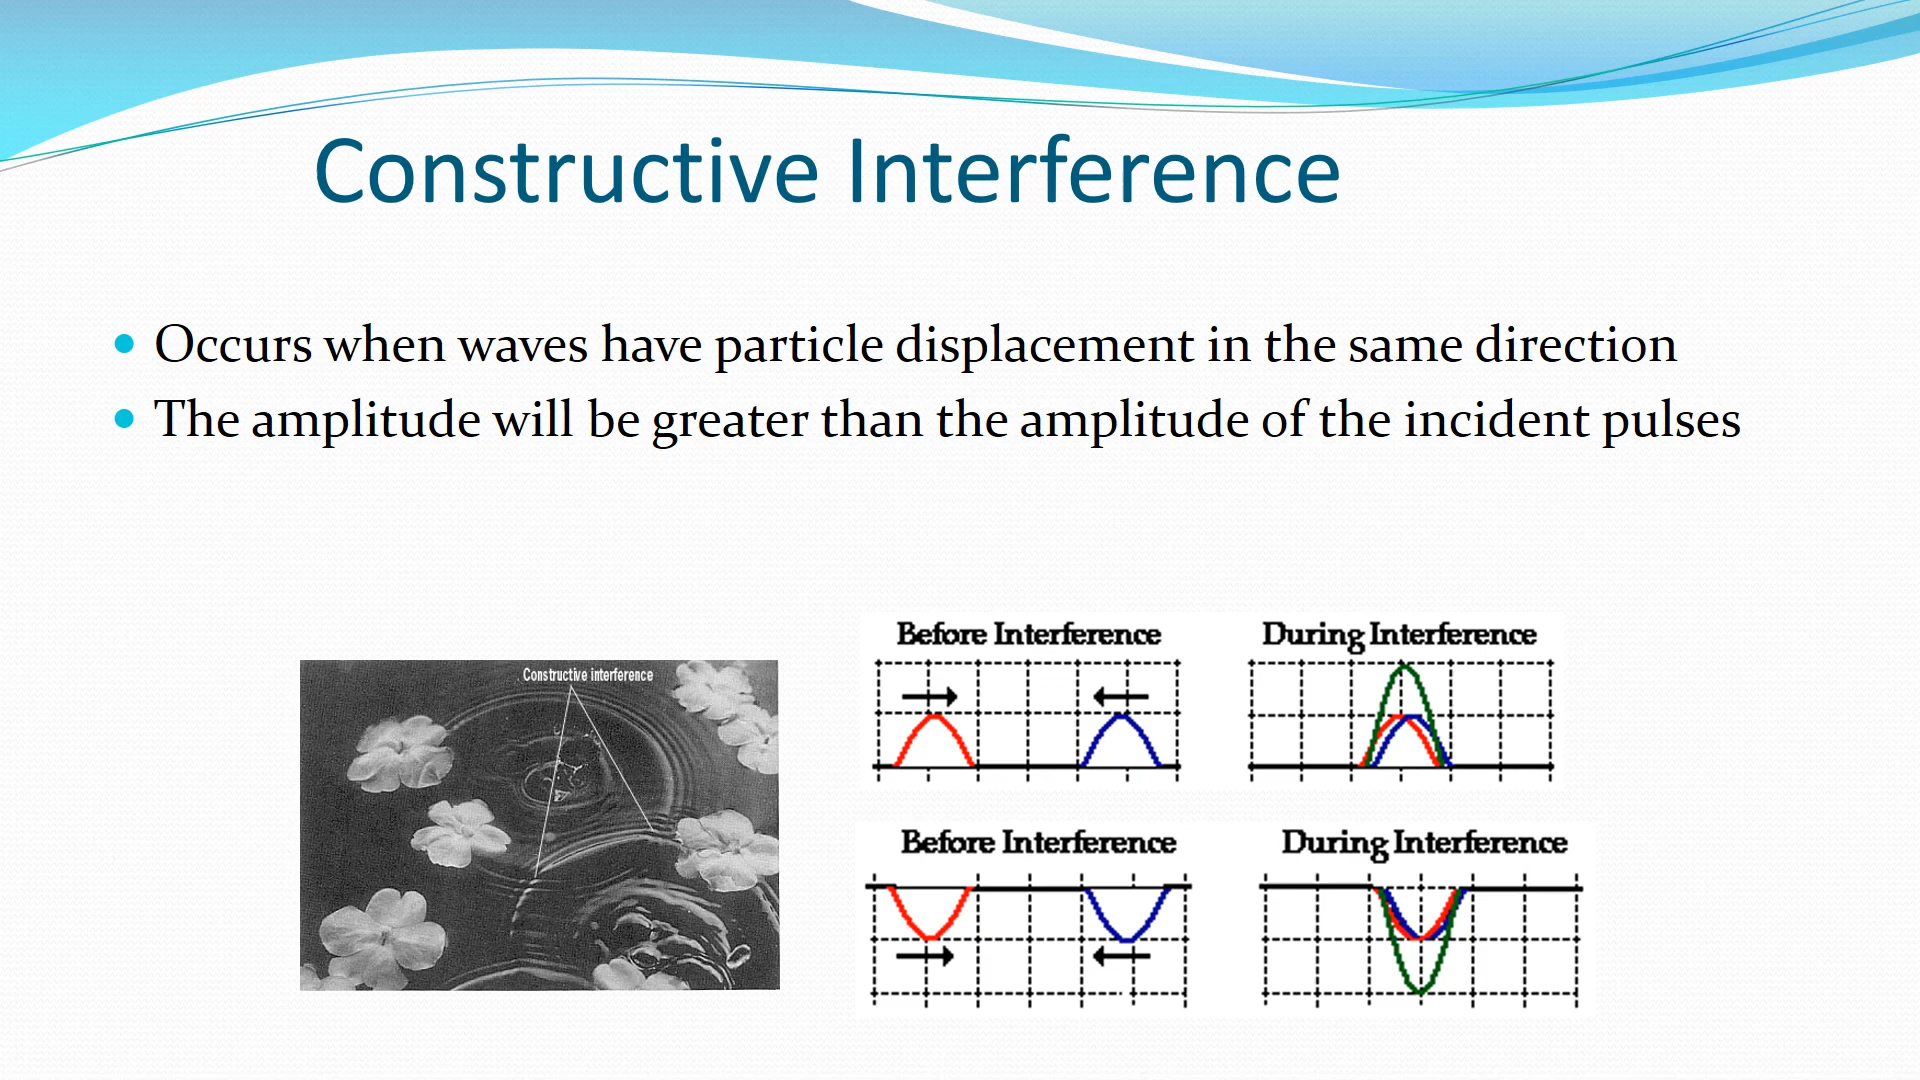 Constructive Interference
Occurs when waves have particle displacement in the same direction
The amplitude will be greater than the amplitude of the incident pulses
Constructive interference
Before Interference
During Interference
Before Interference
During Interference